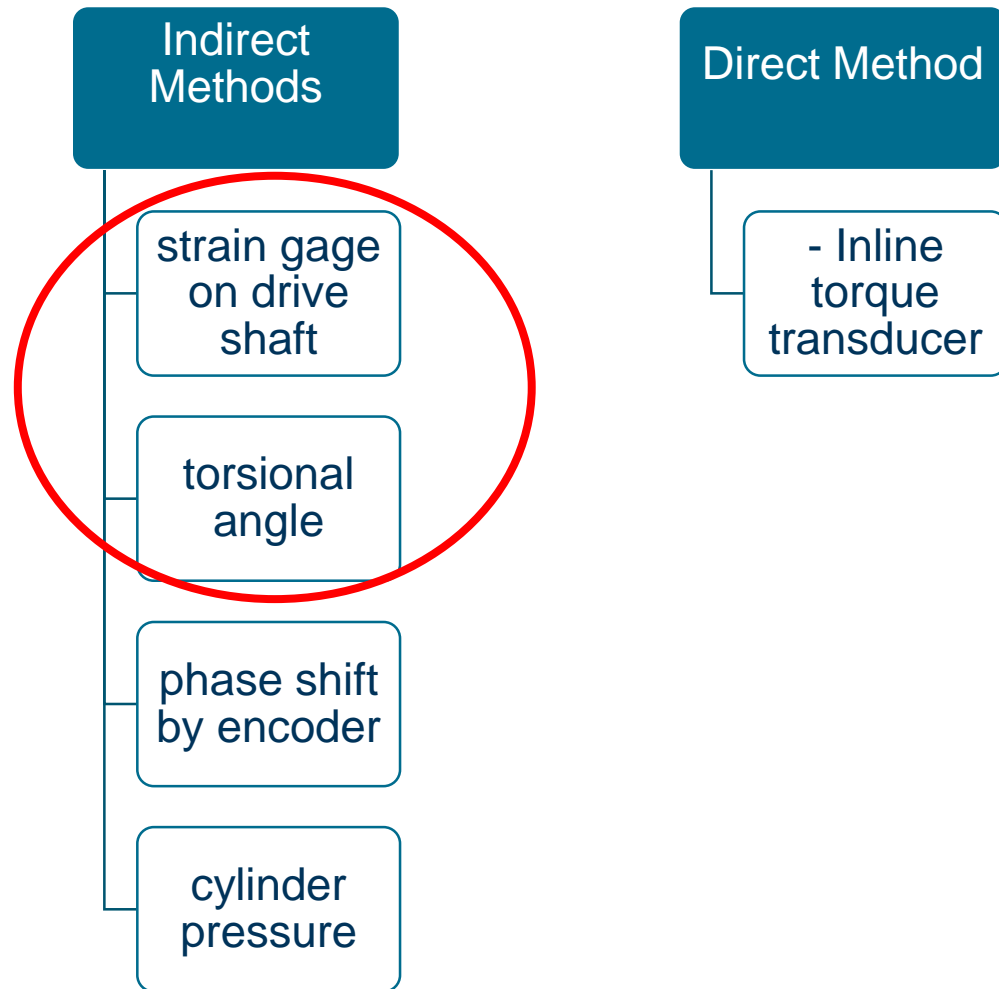 Indirect
Methods
strain gage
on drive
shaft
torsional
angle
phase shift
by encoder
cylinder
pressure
Direct Method
- Inline
torque
transducer